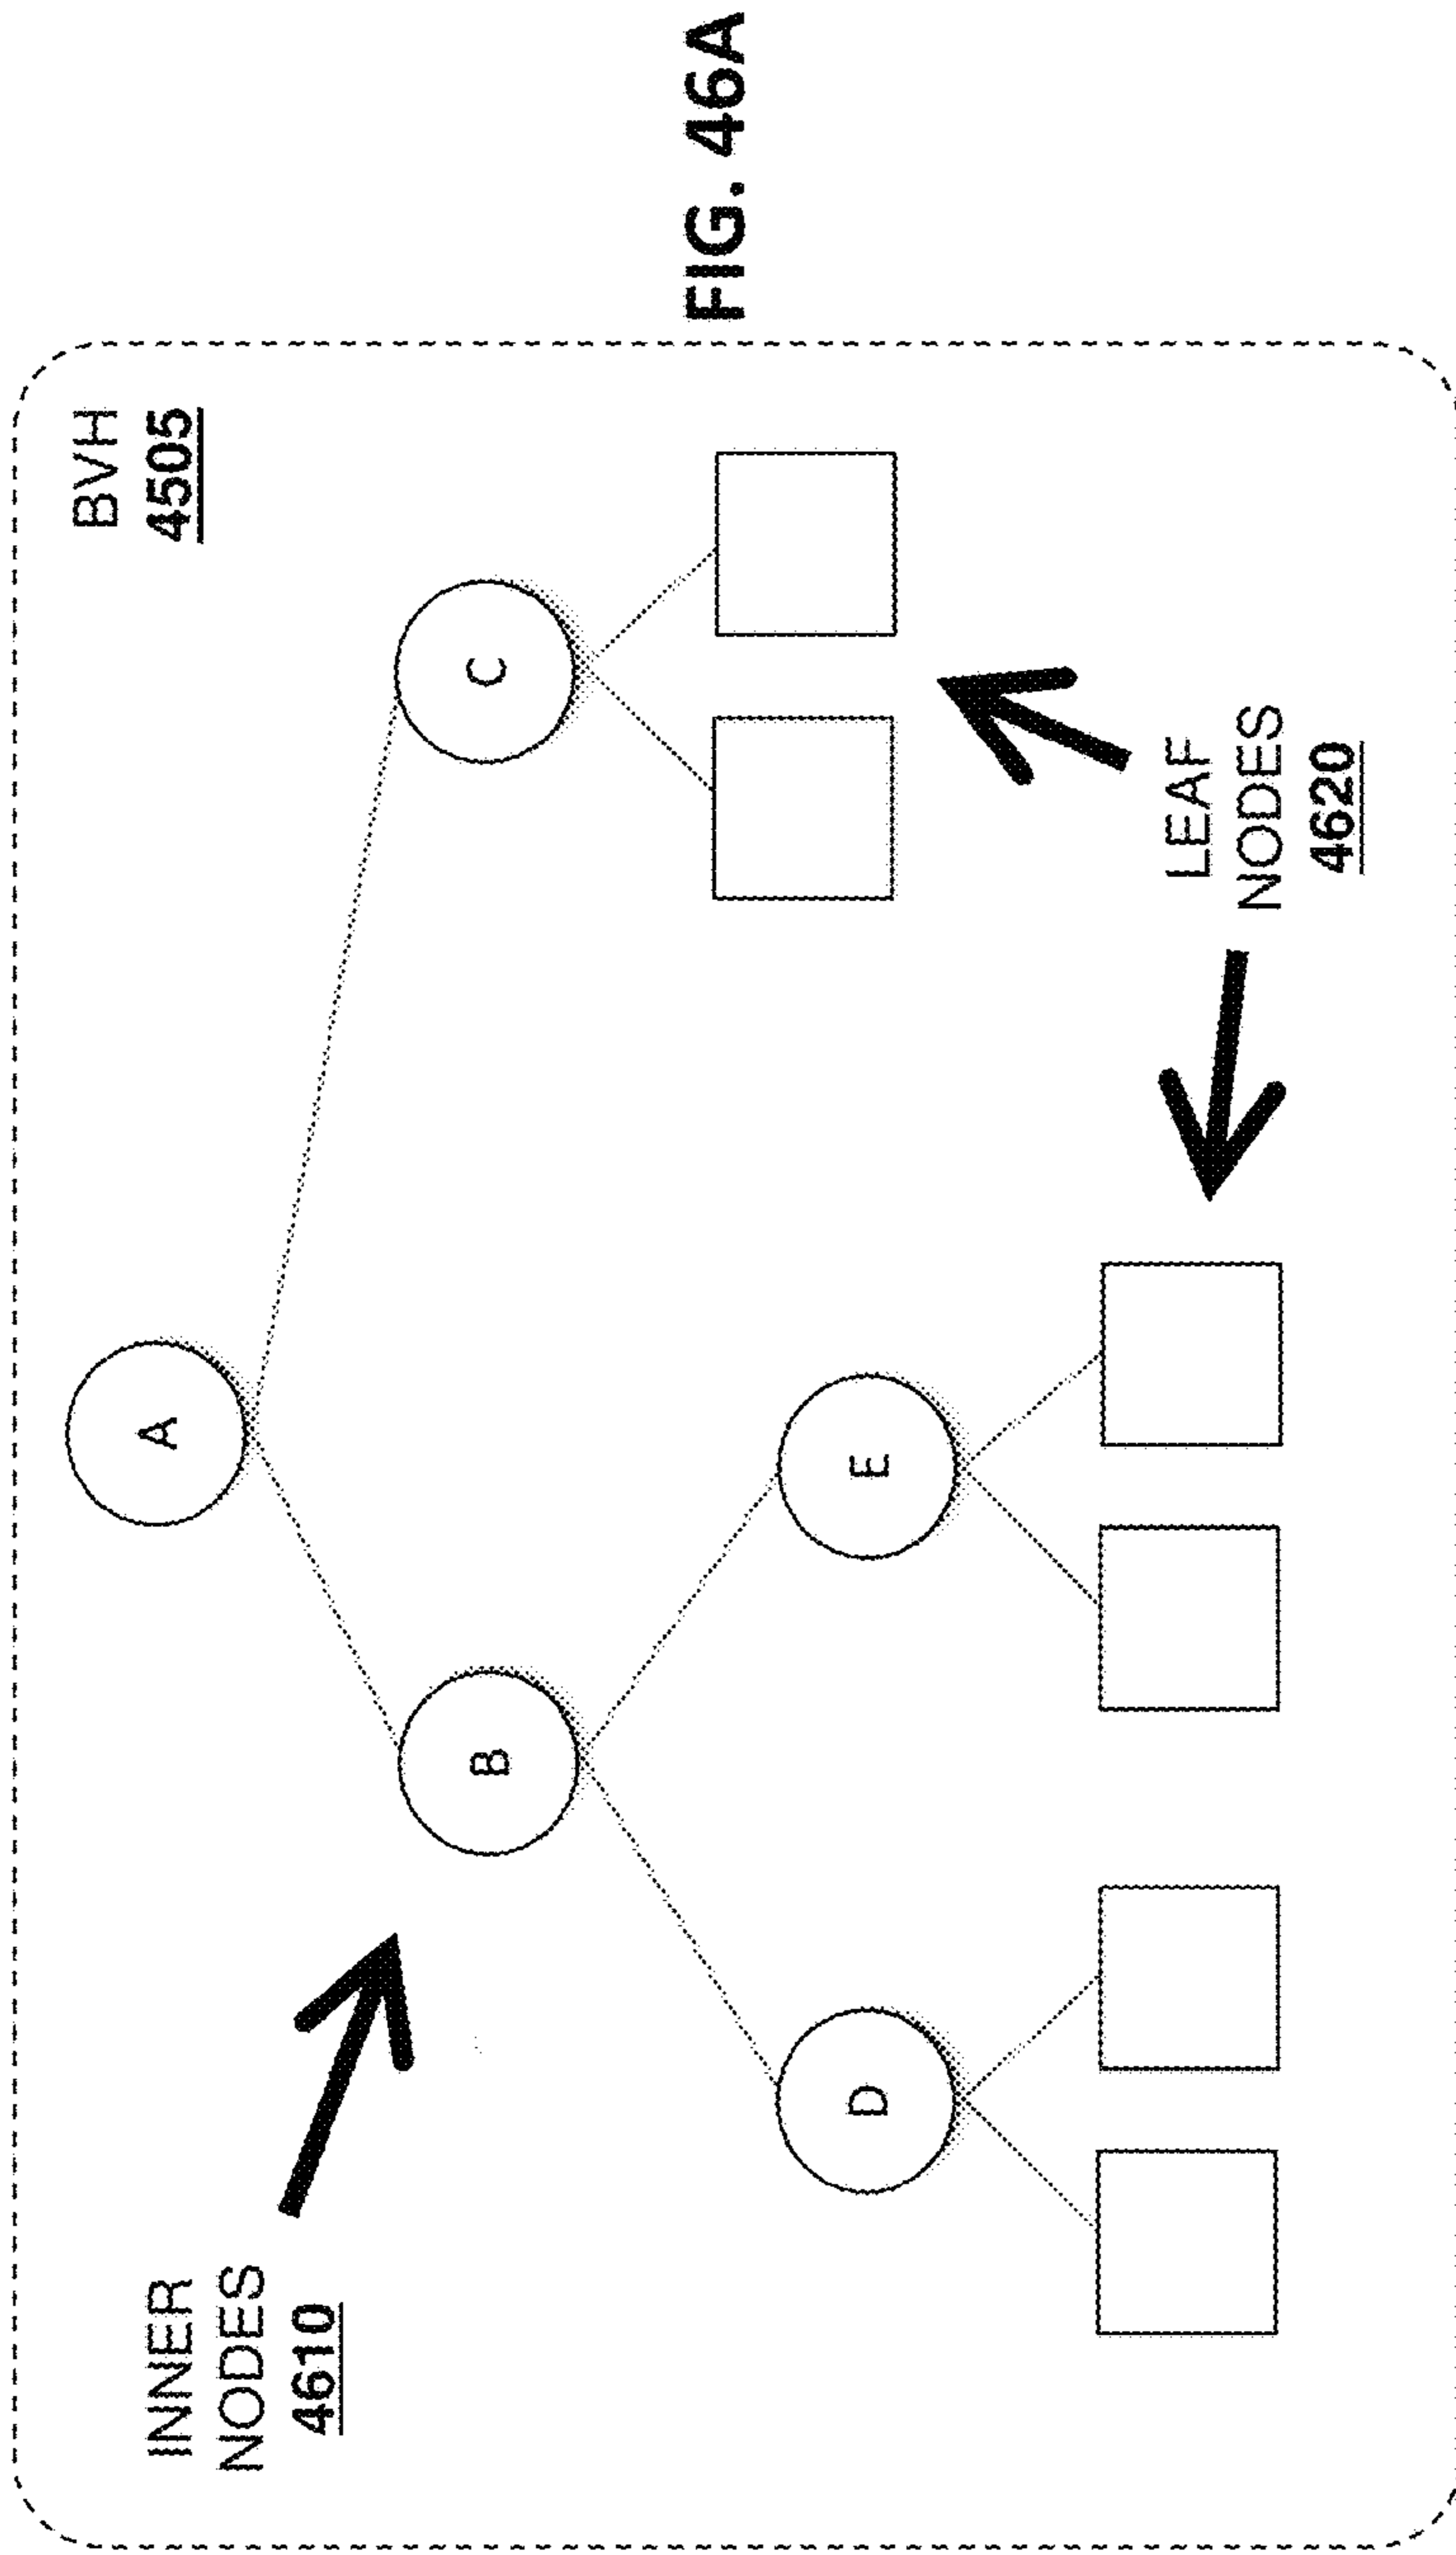 BVH
4505
INNER
NODES
4610
A
B
C
D
E
LEAF
NODES
4620
FIG. 46A